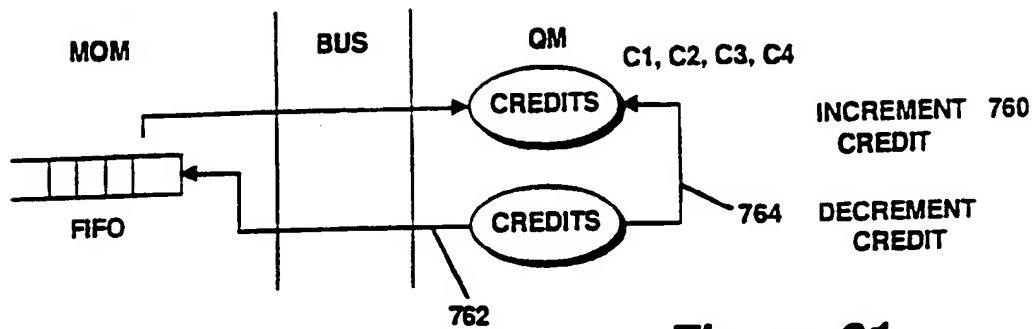 MOM
BUS
QM
C1, C2, C3, C4
CREDITS
INCREMENT 760
CREDIT
FIFO
CREDITS
764
DECREMENT
CREDIT
762